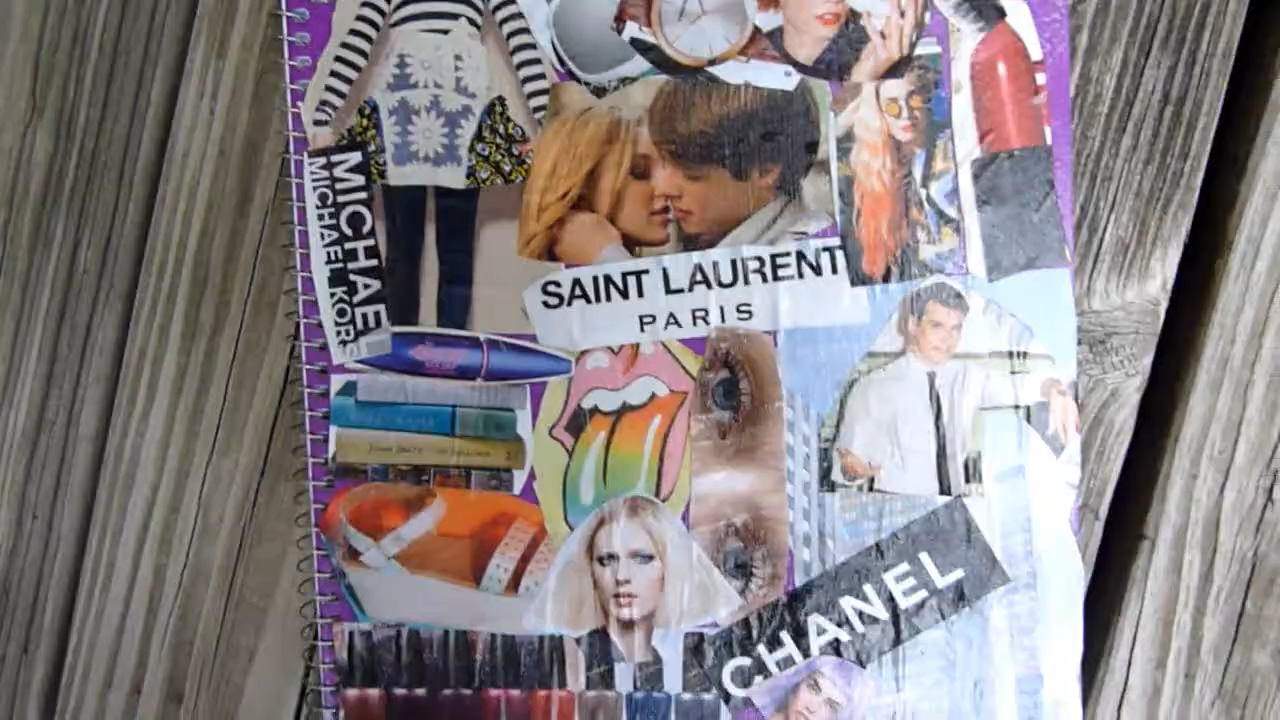 MICHAEL
MICHAEL KORS
SAINT LAURENT
PARIS
CHANEL